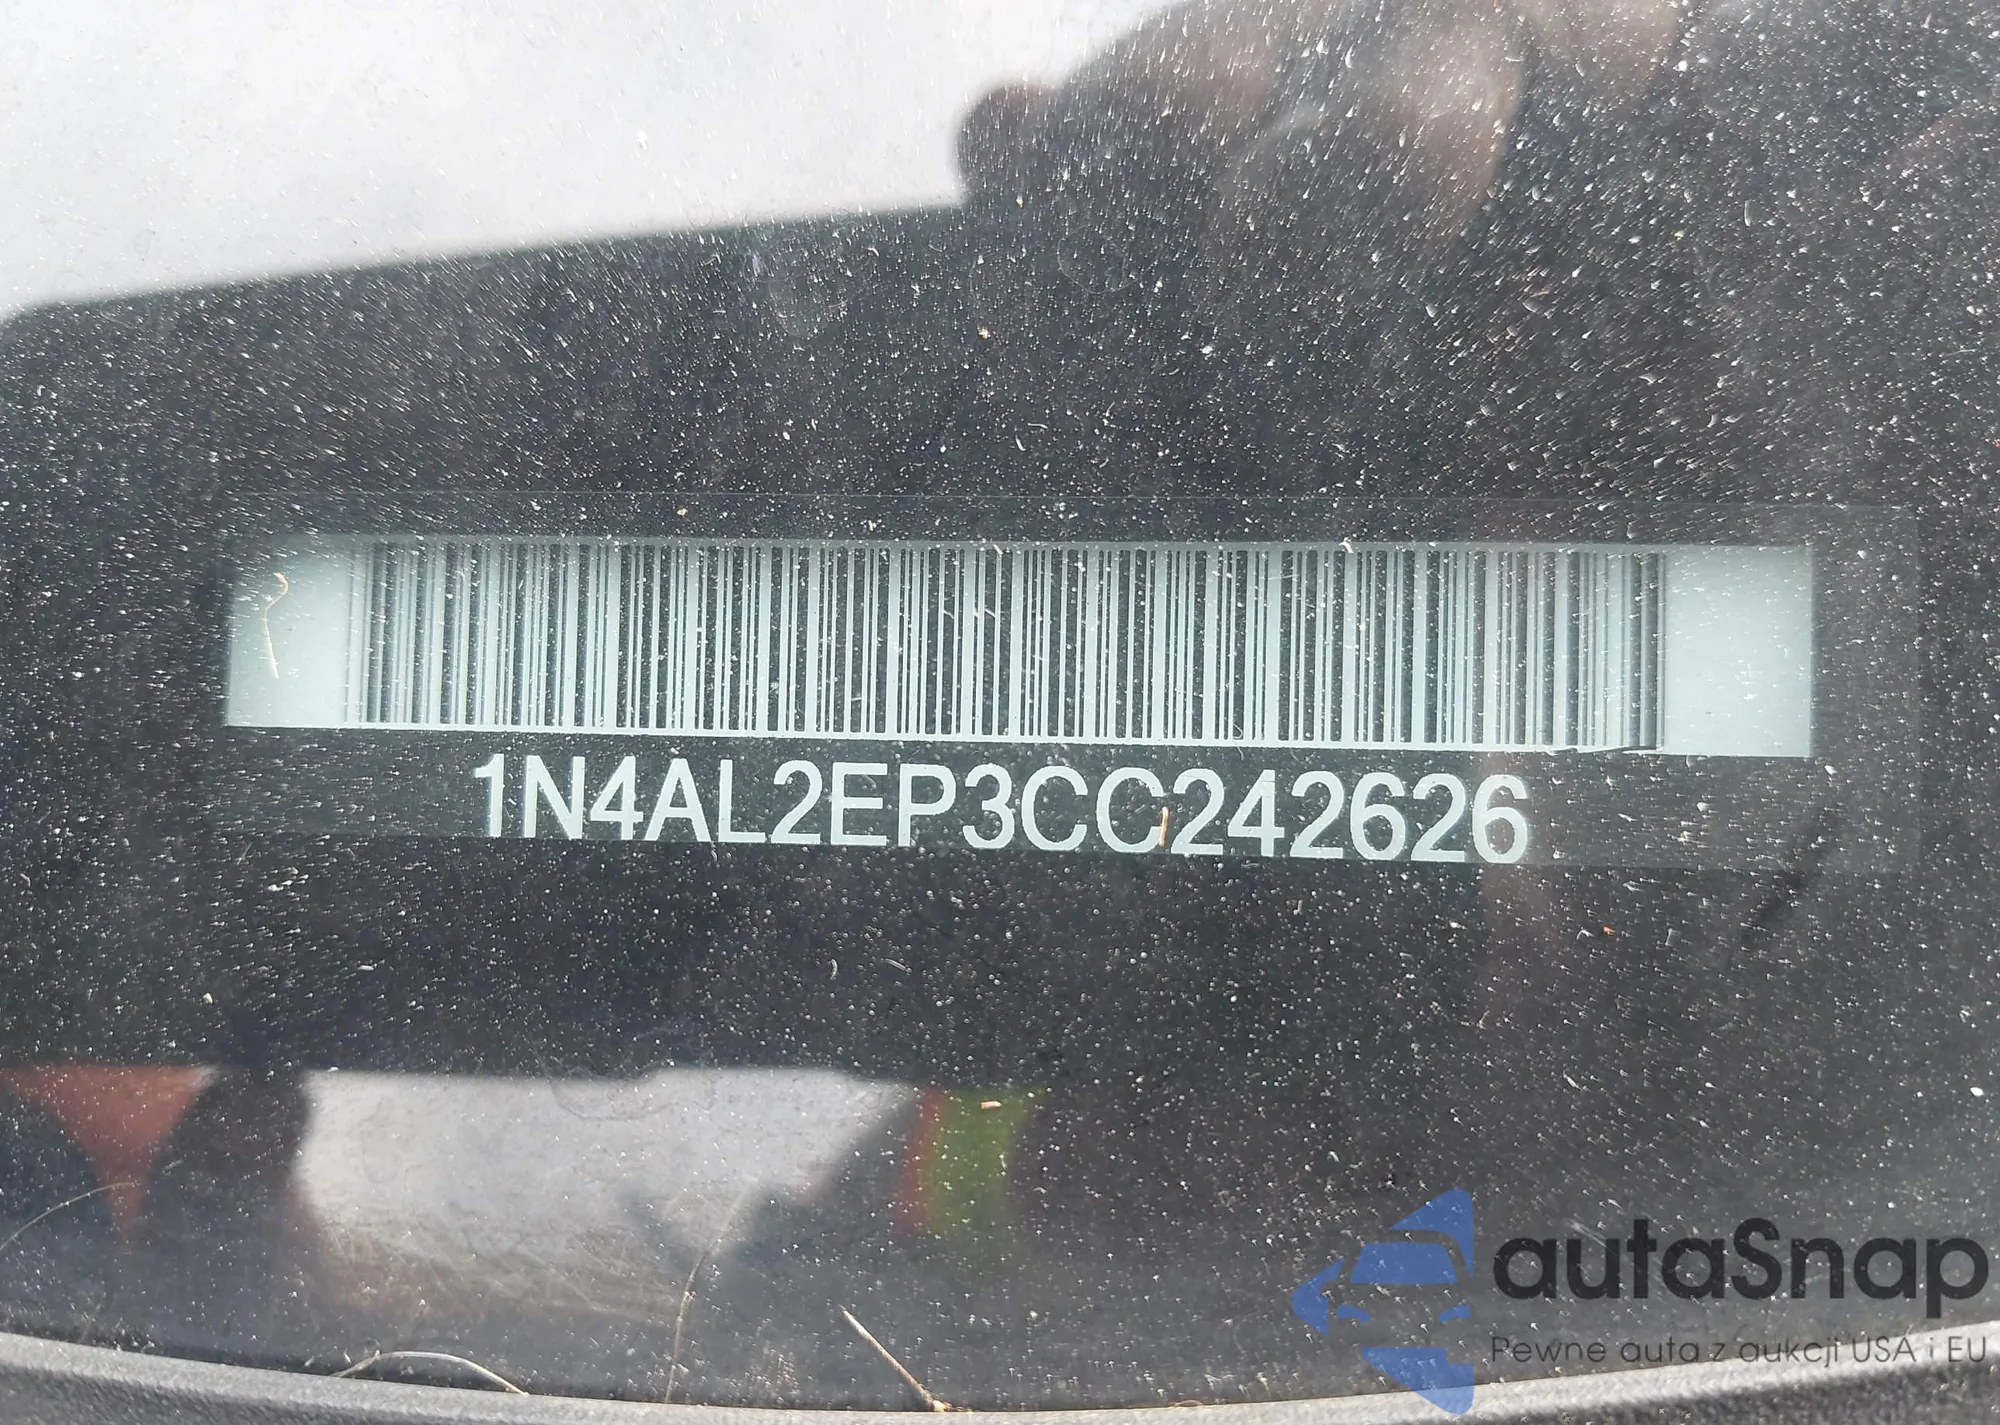 1N4AL2EP3CC242626
autaSnap
Pewne auta z aukcji USA i EU